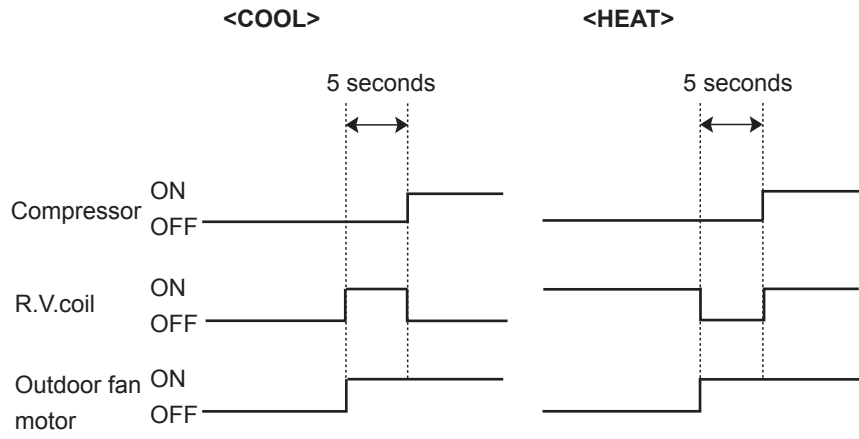 <COOL>
<HEAT>
5 seconds
5 seconds
Compressor
ON
OFF
R.V.coil
ON
OFF
Outdoor fan
motor
ON
OFF